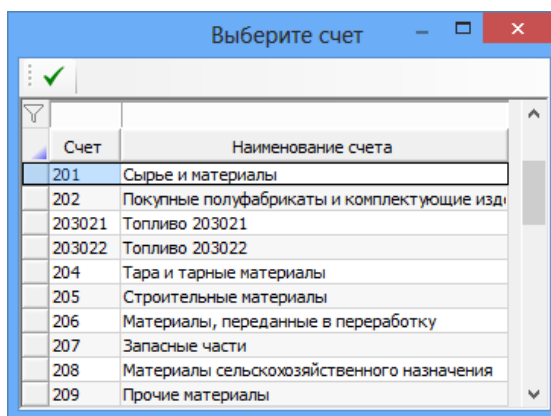 Выберите счет
Счет Наименование счета
201 Сырье и материалы
202 Покупные полуфабрикаты и комплектующие изд
203021 Топливо 203021
203022 Топливо 203022
204 Тара и тарные материалы
205 Строительные материалы
206 Материалы, переданные в переработку
207 Запасные части
208 Материалы сельскохозяйственного назначения
209 Прочие материалы